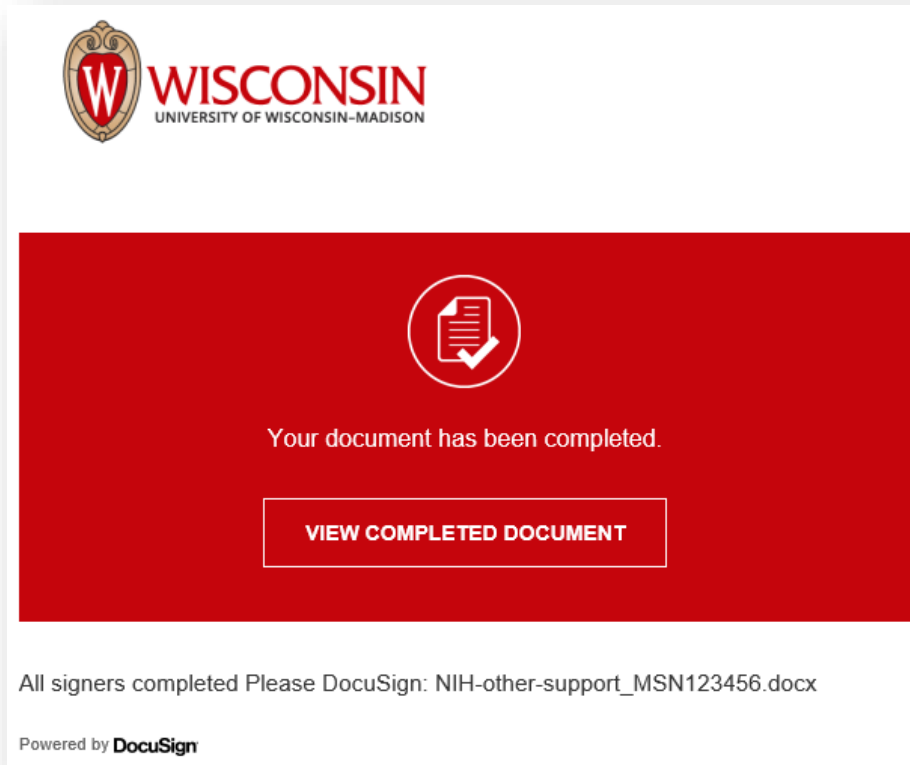 W
WISCONSIN
UNIVERSITY OF WISCONSIN–MADISON
Your document has been completed.
VIEW COMPLETED DOCUMENT
All signers completed Please DocuSign: NIH-other-support_MSN123456.docx
Powered by DocuSign